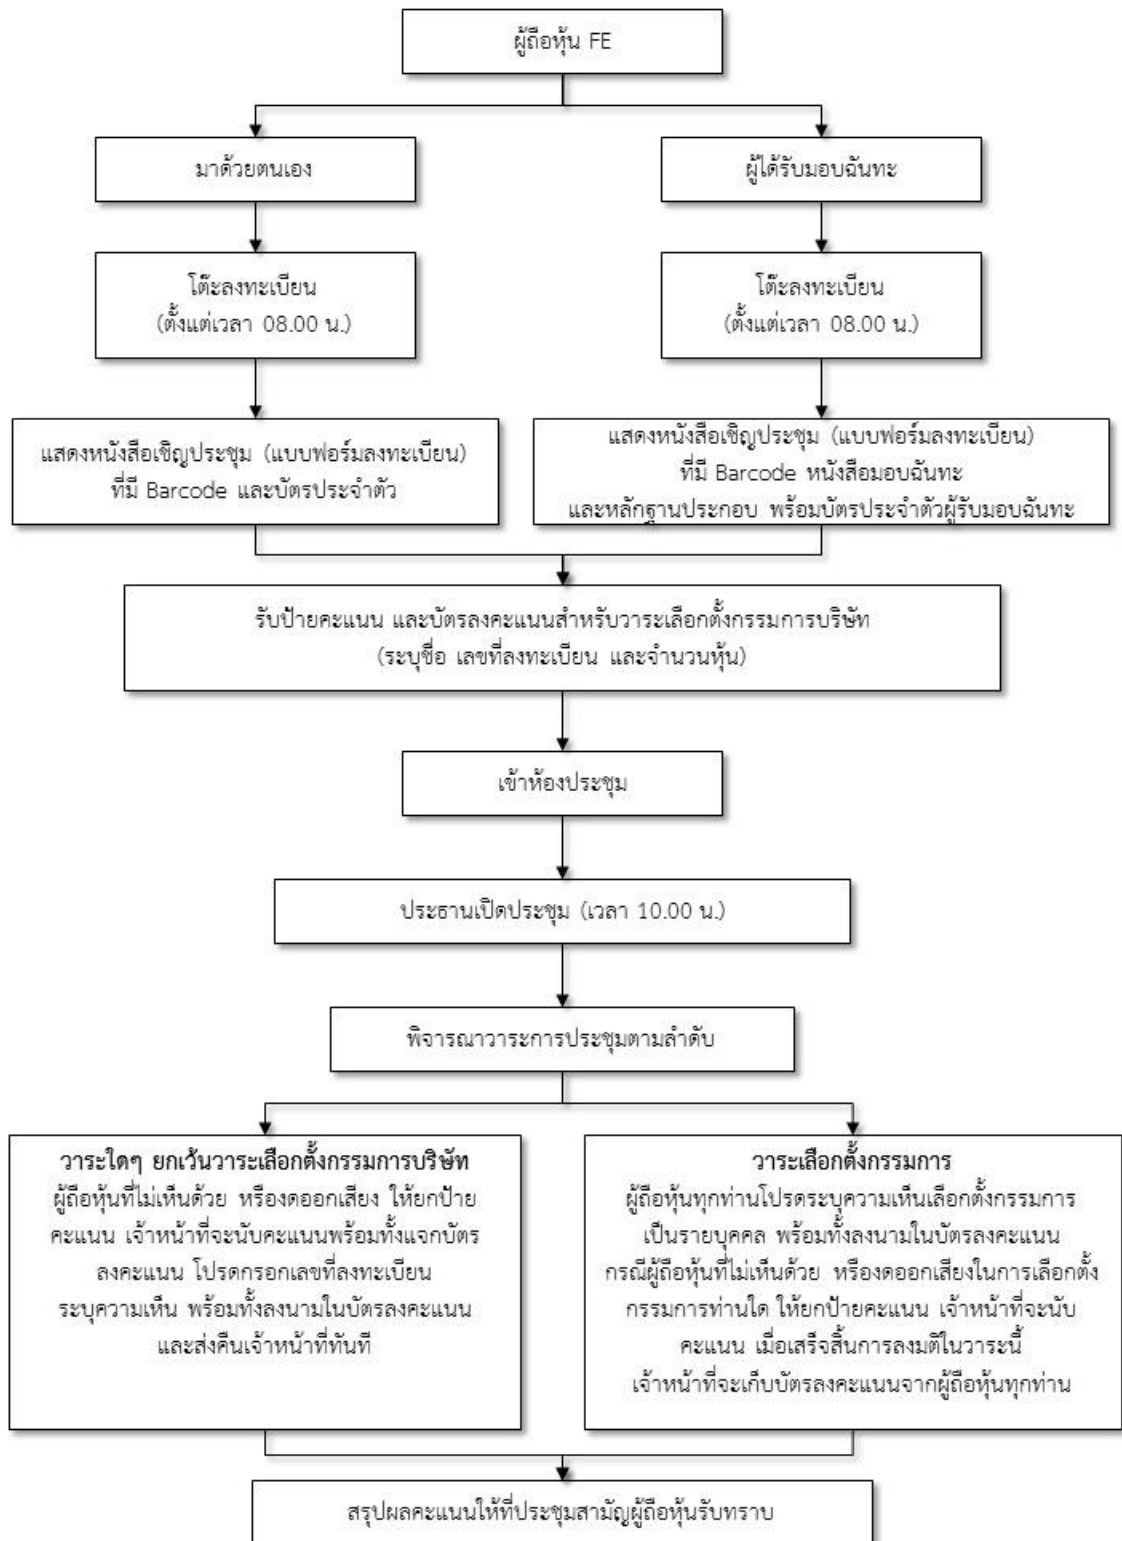 ผู้ถือหุ้น FE
มาด้วยตนเอง
ผู้ได้รับมอบฉันทะ
โต๊ะลงทะเบียน
(ตั้งแต่เวลา 08.00 น.)
โต๊ะลงทะเบียน
(ตั้งแต่เวลา 08.00 น.)
แสดงหนังสือเชิญประชุม (แบบฟอร์มลงทะเบียน)
ที่มี Barcode และบัตรประจำตัว
แสดงหนังสือเชิญประชุม (แบบฟอร์มลงทะเบียน)
ที่มี Barcode หนังสือมอบฉันทะ
และหลักฐานประกอบ พร้อมบัตรประจำตัวผู้รับมอบฉันทะ
รับป้ายคะแนน และบัตรลงคะแนนสำหรับวาระเลือกตั้งกรรมการบริษัท
(ระบุชื่อ เลขที่ลงทะเบียน และจำนวนหุ้น)
เข้าห้องประชุม
ประธานเปิดประชุม (เวลา 10.00 น.)
พิจารณาวาระการประชุมตามลำดับ
วาระใดๆ ยกเว้นวาระเลือกตั้งกรรมการบริษัท
ผู้ถือหุ้นที่ไม่เห็นด้วย หรืองดออกเสียง ให้ยกป้าย
คะแนน เจ้าหน้าที่จะนับคะแนนพร้อมทั้งแจกบัตร
ลงคะแนน โปรดกรอกเลขที่ลงทะเบียน
ระบุความเห็น พร้อมทั้งลงนามในบัตรลงคะแนน
และส่งคืนเจ้าหน้าที่ทันที
วาระเลือกตั้งกรรมการ
ผู้ถือหุ้นทุกท่านโปรดระบุความเห็นเลือกตั้งกรรมการ
เป็นรายบุคคล พร้อมทั้งลงนามในบัตรลงคะแนน
กรณีผู้ถือหุ้นที่ไม่เห็นด้วย หรืองดออกเสียงในการเลือกตั้ง
กรรมการท่านใด ให้ยกป้ายคะแนน เจ้าหน้าที่จะนับ
คะแนน เมื่อเสร็จสิ้นการลงมติในวาระนี้
เจ้าหน้าที่จะเก็บบัตรลงคะแนนจากผู้ถือหุ้นทุกท่าน
สรุปผลคะแนนให้ที่ประชุมสามัญผู้ถือหุ้นรับทราบ